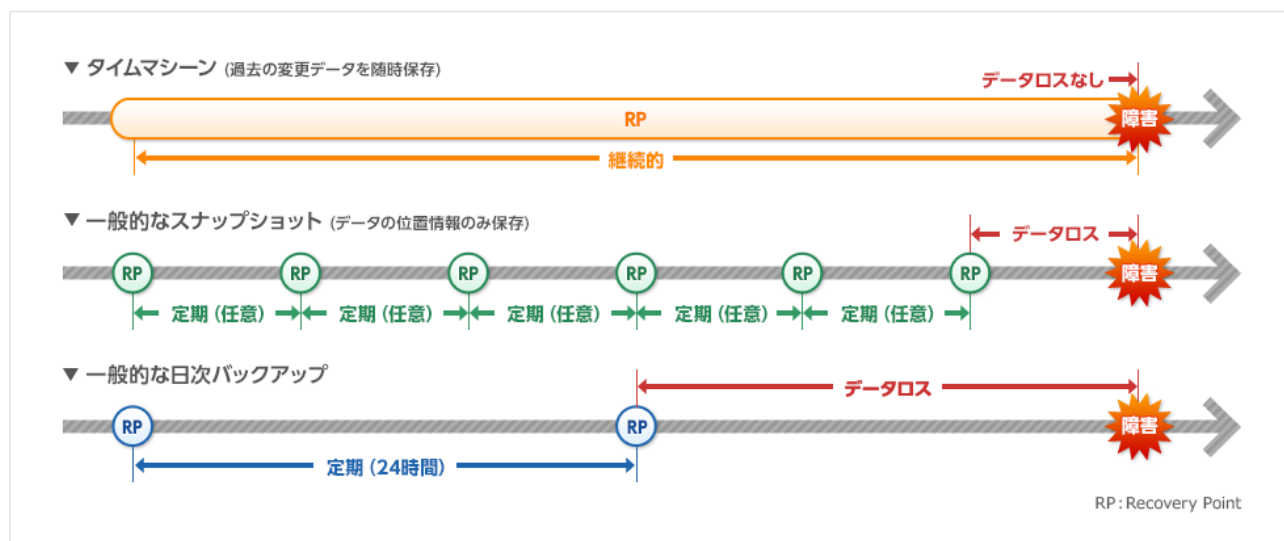 ▼ タイムマシーン (過去の変更データを随時保存)
データロスなし
RP
障害
継続的
▼ 一般的なスナップショット (データの位置情報のみ保存)
データロス
RP RP RP RP RP RP 障害
定期(任意) 定期(任意) 定期(任意) 定期(任意) 定期(任意)
▼ 一般的な日次バックアップ
データロス
RP RP 障害
定期(24時間)
RP:Recovery Point